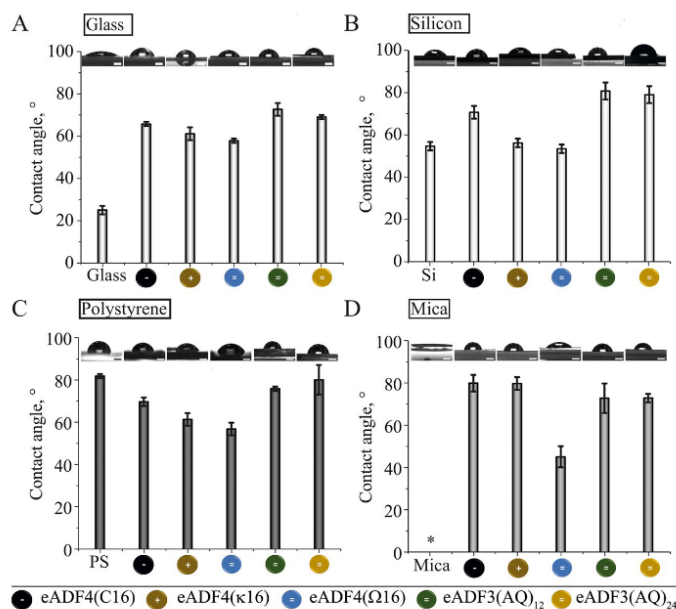 A Glass
B Silicon
Contact angle, °
100
80
60
40
20
0
Glass - + = = =
Contact angle, °
100
80
60
40
20
0
Si - + = = =
C Polystyrene
D Mica
Contact angle, °
100
80
60
40
20
0
PS - + = = =
Contact angle, °
100
80
60
40
20
0
*
Mica - + = = =
- eADF4(C16) + eADF4(κ16) = eADF4(Ω16) = eADF3(AQ)₁₂ = eADF3(AQ)₂₄